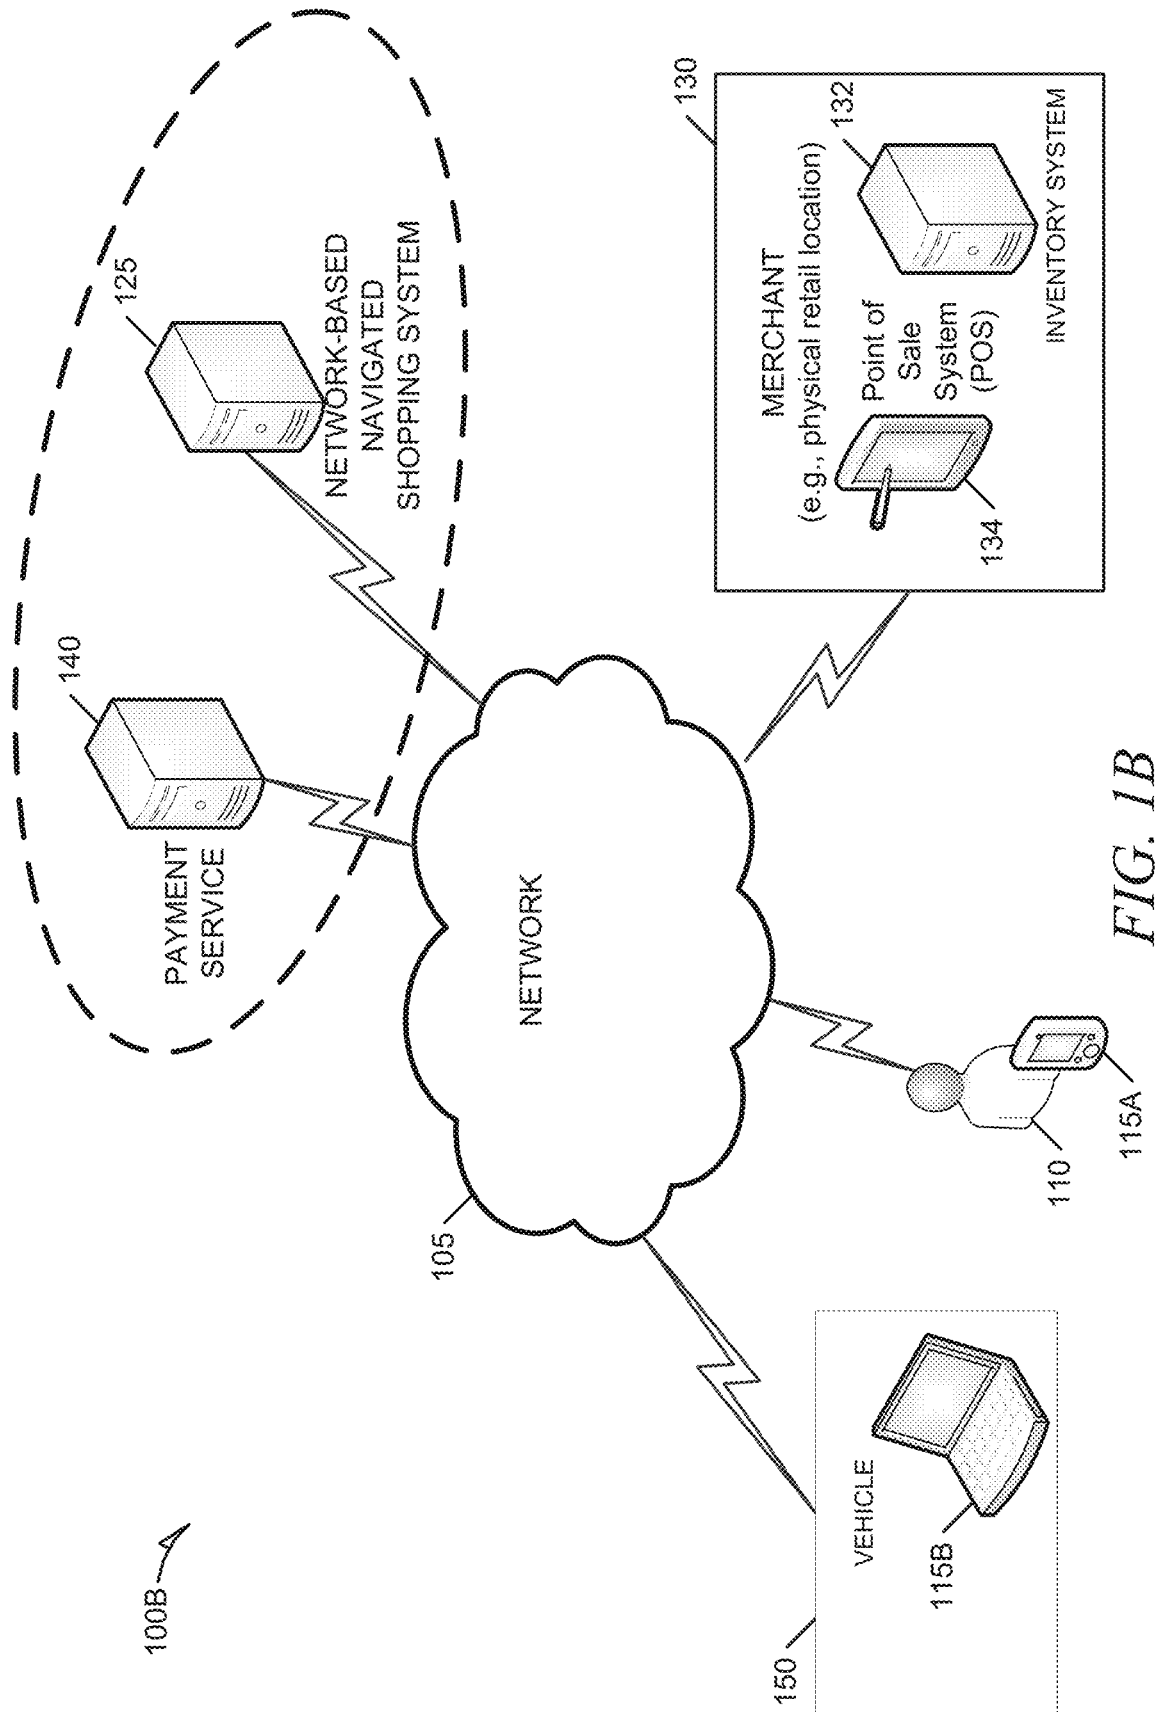 100B
140
PAYMENT
SERVICE
125
NETWORK-BASED
NAVIGATED
SHOPPING SYSTEM
105
NETWORK
150
VEHICLE
115B
110
115A
130
MERCHANT
(e.g., physical retail location)
134
Point of
Sale
System
(POS)
132
INVENTORY SYSTEM
FIG. 1B